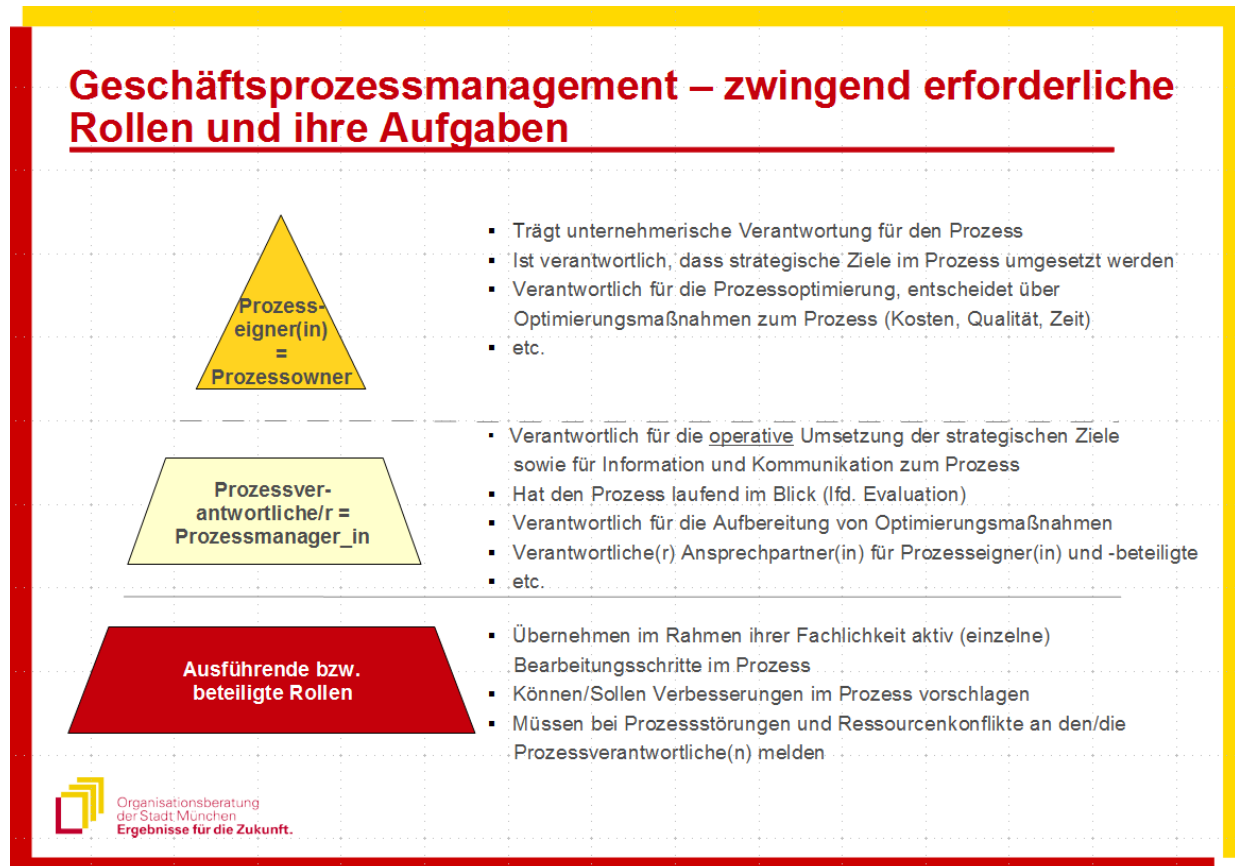 Geschäftsprozessmanagement – zwingend erforderliche
Rollen und ihre Aufgaben
Prozess-
eigner(in)
=
Prozessowner
▪ Trägt unternehmerische Verantwortung für den Prozess
▪ Ist verantwortlich, dass strategische Ziele im Prozess umgesetzt werden
▪ Verantwortlich für die Prozessoptimierung, entscheidet über
Optimierungsmaßnahmen zum Prozess (Kosten, Qualität, Zeit)
▪ etc.
Prozessver-
antwortliche/r =
Prozessmanager_in
▪ Verantwortlich für die operative Umsetzung der strategischen Ziele
sowie für Information und Kommunikation zum Prozess
▪ Hat den Prozess laufend im Blick (lfd. Evaluation)
▪ Verantwortlich für die Aufbereitung von Optimierungsmaßnahmen
▪ Verantwortliche(r) Ansprechpartner(in) für Prozesseigner(in) und -beteiligte
▪ etc.
Ausführende bzw.
beteiligte Rollen
▪ Übernehmen im Rahmen ihrer Fachlichkeit aktiv (einzelne)
Bearbeitungsschritte im Prozess
▪ Können/Sollen Verbesserungen im Prozess vorschlagen
▪ Müssen bei Prozessstörungen und Ressourcenkonflikte an den/die
Prozessverantwortliche(n) melden
Organisationsberatung
der Stadt München
Ergebnisse für die Zukunft.